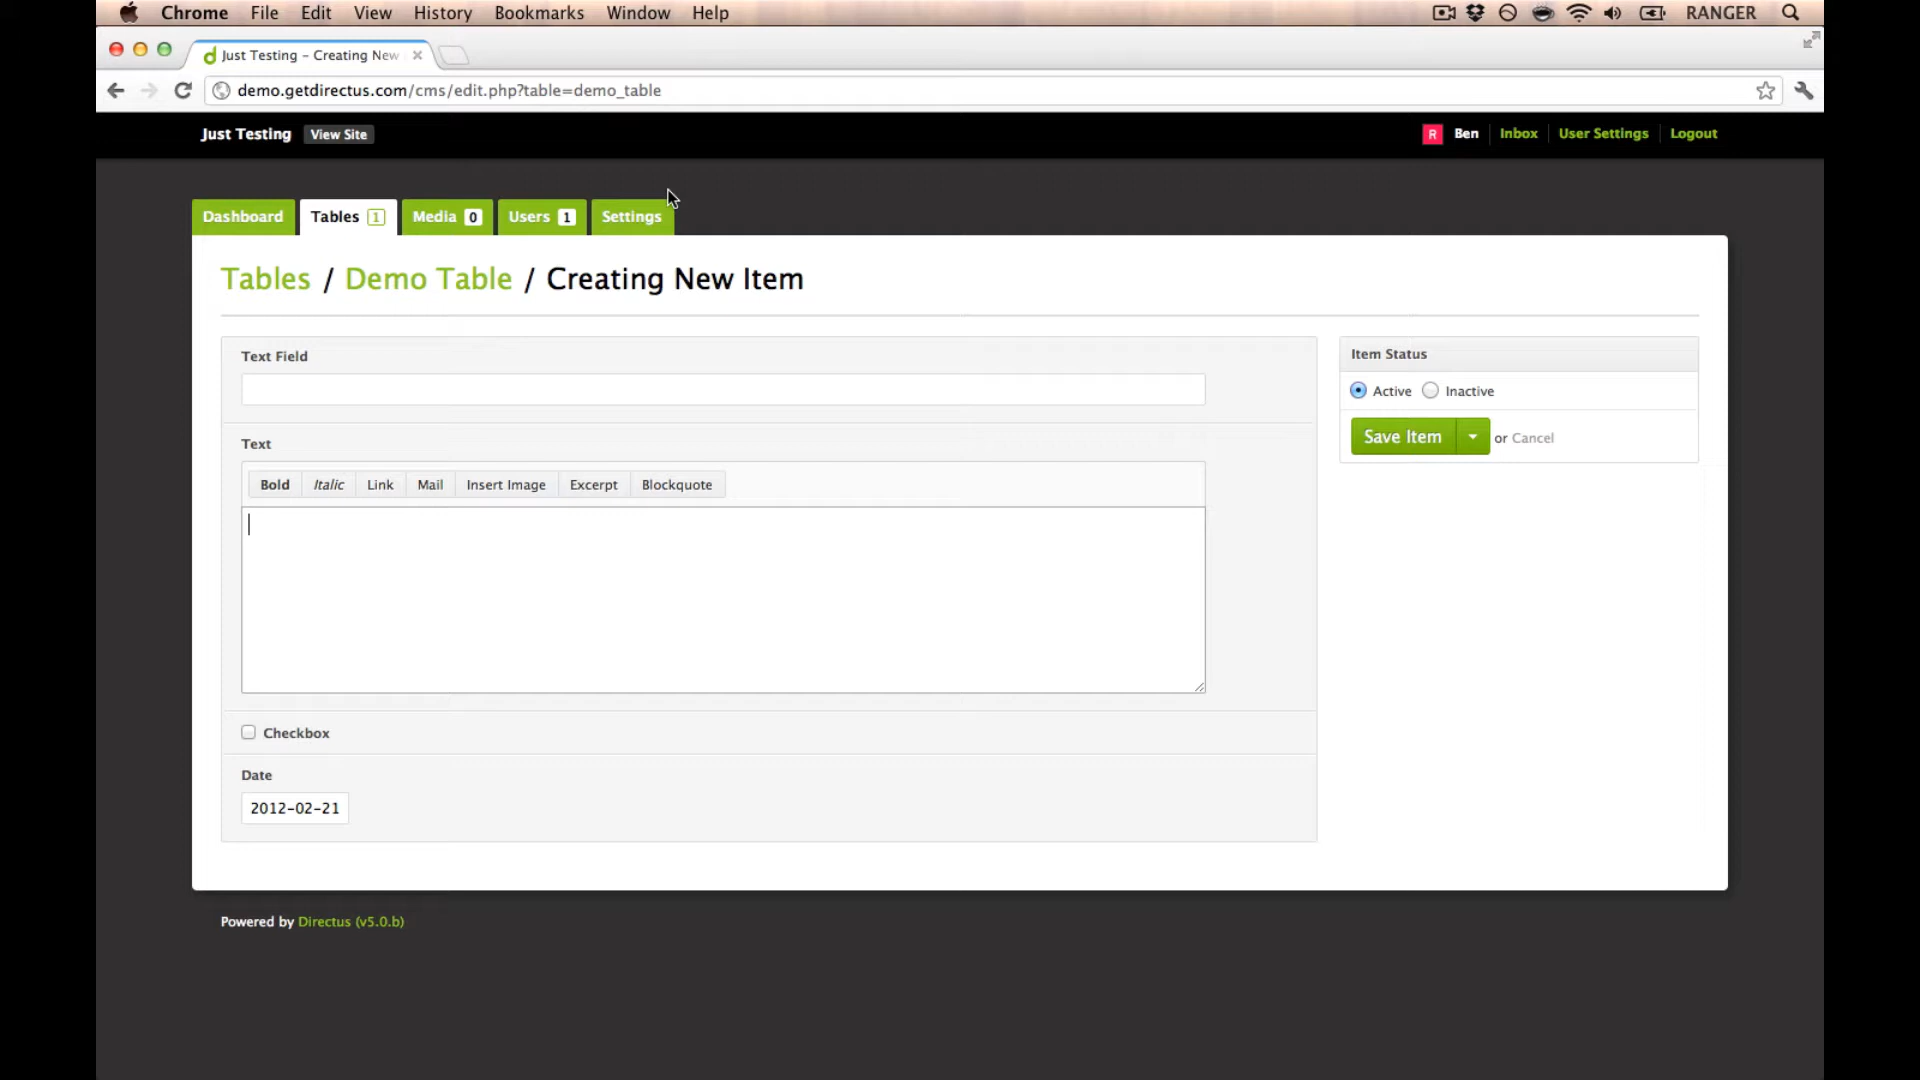 Chrome File Edit View History Bookmarks Window Help RANGER
Just Testing – Creating New
demo.getdirectus.com/cms/edit.php?table=demo_table
Just Testing View Site R Ben Inbox User Settings Logout
Dashboard Tables 1 Media 0 Users 1 Settings
Tables / Demo Table / Creating New Item
Text Field
Item Status
Active Inactive
Save Item or Cancel
Text
Bold Italic Link Mail Insert Image Excerpt Blockquote
Checkbox
Date
2012-02-21
Powered by Directus (v5.0.b)